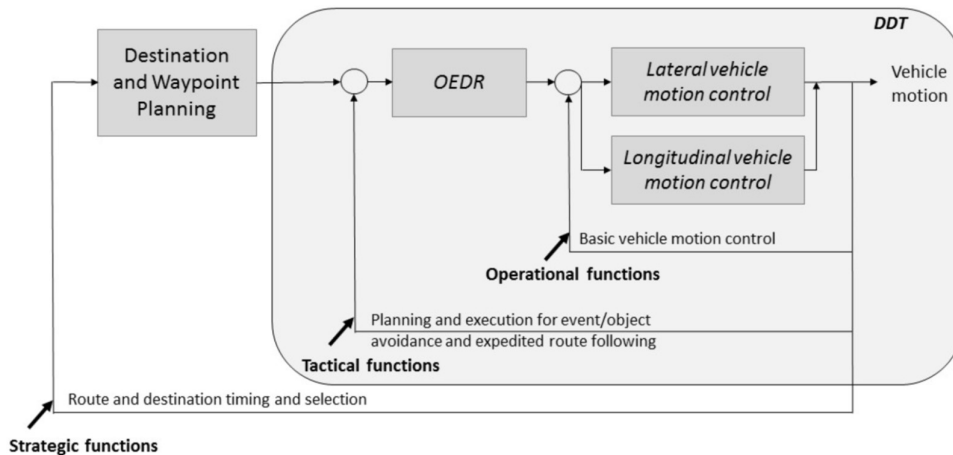 DDT
Destination
and Waypoint
Planning
OEDR
Lateral vehicle
motion control
Vehicle
motion
Longitudinal vehicle
motion control
Basic vehicle motion control
Operational functions
Planning and execution for event/object
avoidance and expedited route following
Tactical functions
Route and destination timing and selection
Strategic functions